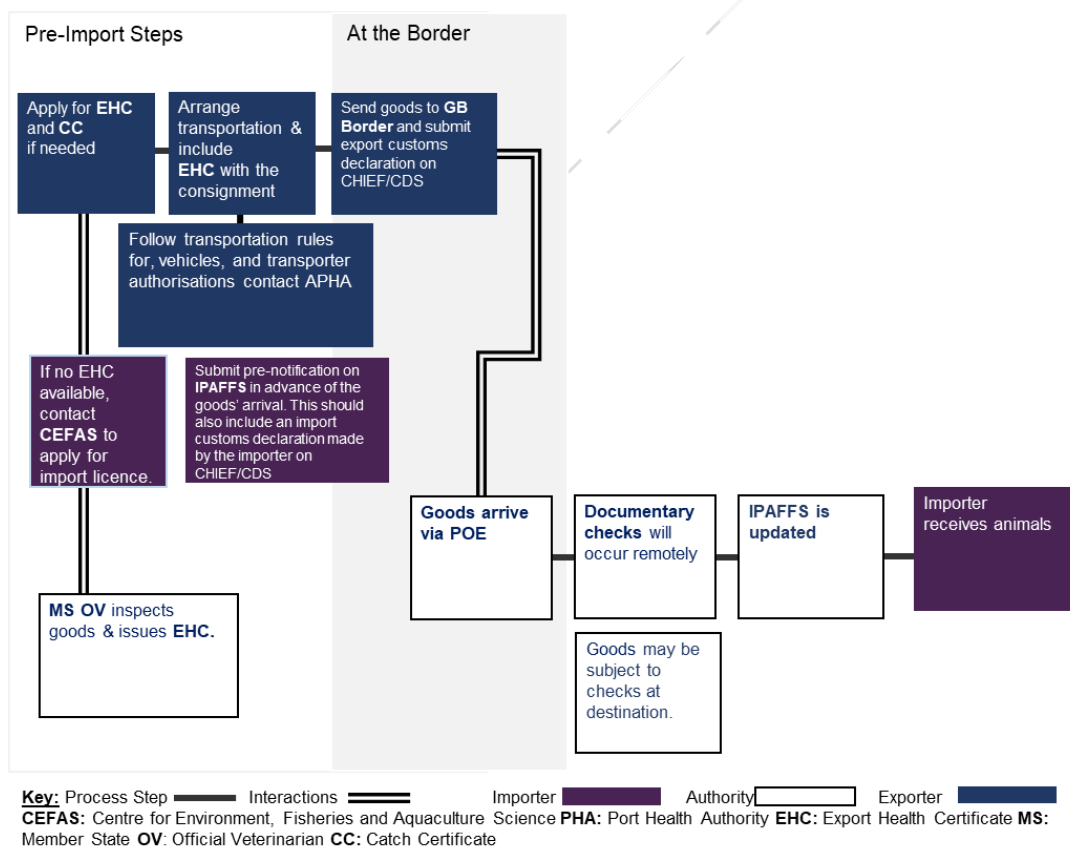 Pre-Import Steps
At the Border
Apply for EHC
and CC
if needed
Arrange
transportation &
include
EHC with the
consignment
Send goods to GB
Border and submit
export customs
declaration on
CHIEF/CDS
Follow transportation rules
for, vehicles, and transporter
authorisations contact APHA
If no EHC
available,
contact
CEFAS to
apply for
import licence.
Submit pre-notification on
IPAFFS in advance of the
goods' arrival. This should
also include an import
customs declaration made
by the importer on
CHIEF/CDS
MS OV inspects
goods & issues EHC.
Goods arrive
via POE
Documentary
checks will
occur remotely
IPAFFS is
updated
Importer
receives animals
Goods may be
subject to
checks at
destination.
Key: Process Step Interactions Importer Authority Exporter
CEFAS: Centre for Environment, Fisheries and Aquaculture Science PHA: Port Health Authority EHC: Export Health Certificate MS:
Member State OV: Official Veterinarian CC: Catch Certificate